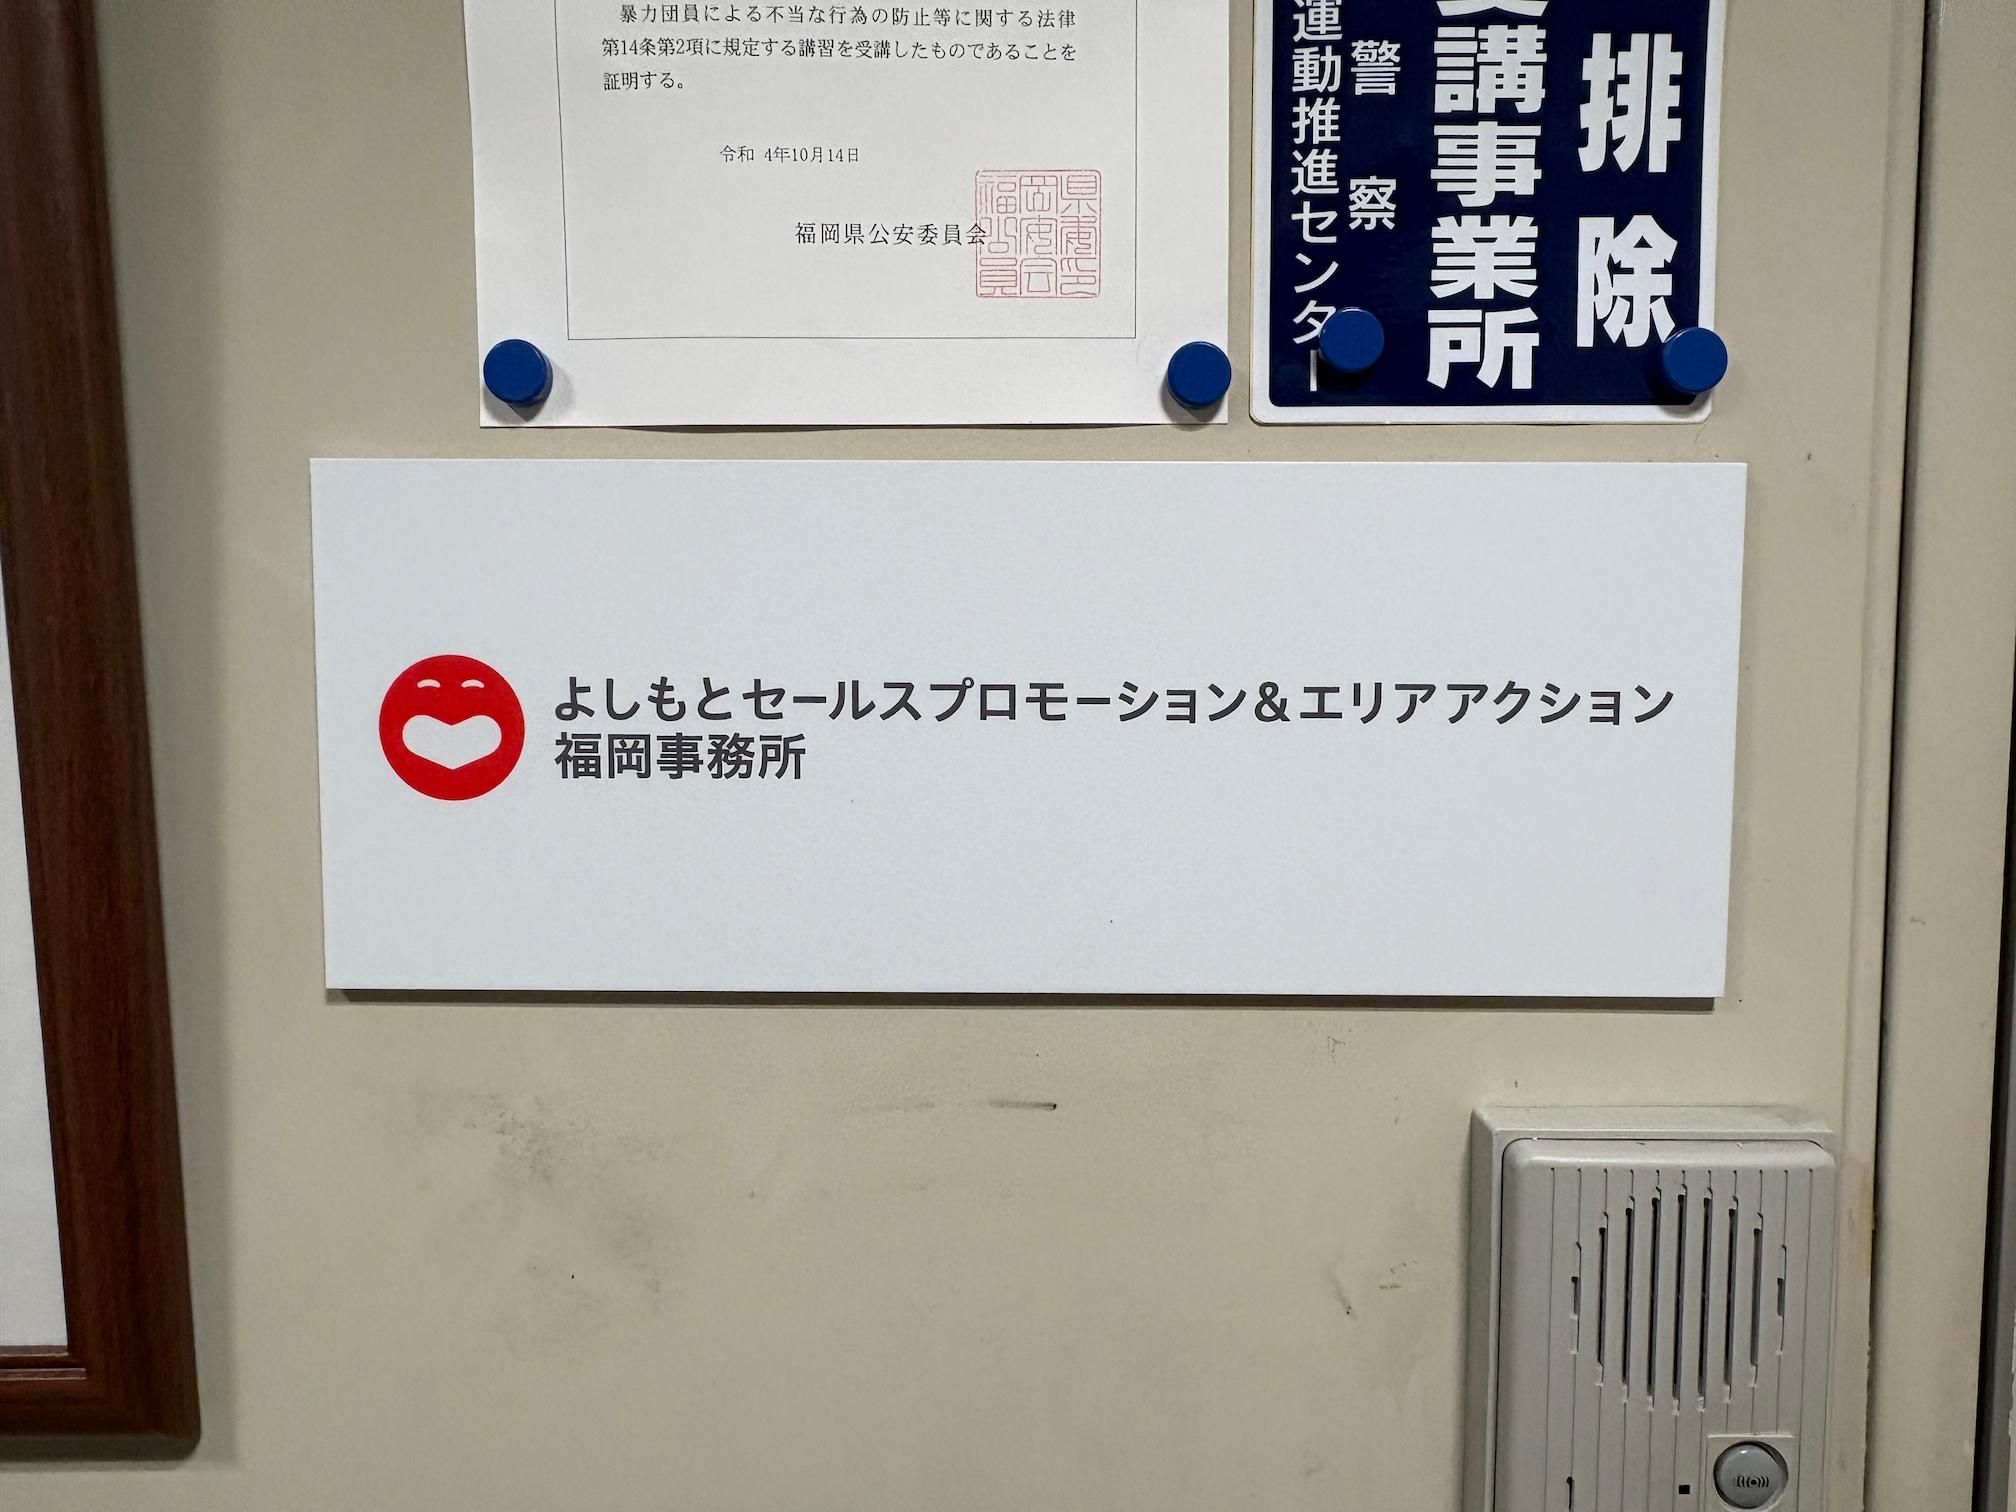 暴力団員による不当な行為の防止等に関する法律
第14条第2項に規定する講習を受講したものであることを
証明する。
令和 4年10月14日
福岡県公安委員会
排除
講事業所
警察
運動推進センター
よしもとセールスプロモーション&エリアアクション
福岡事務所